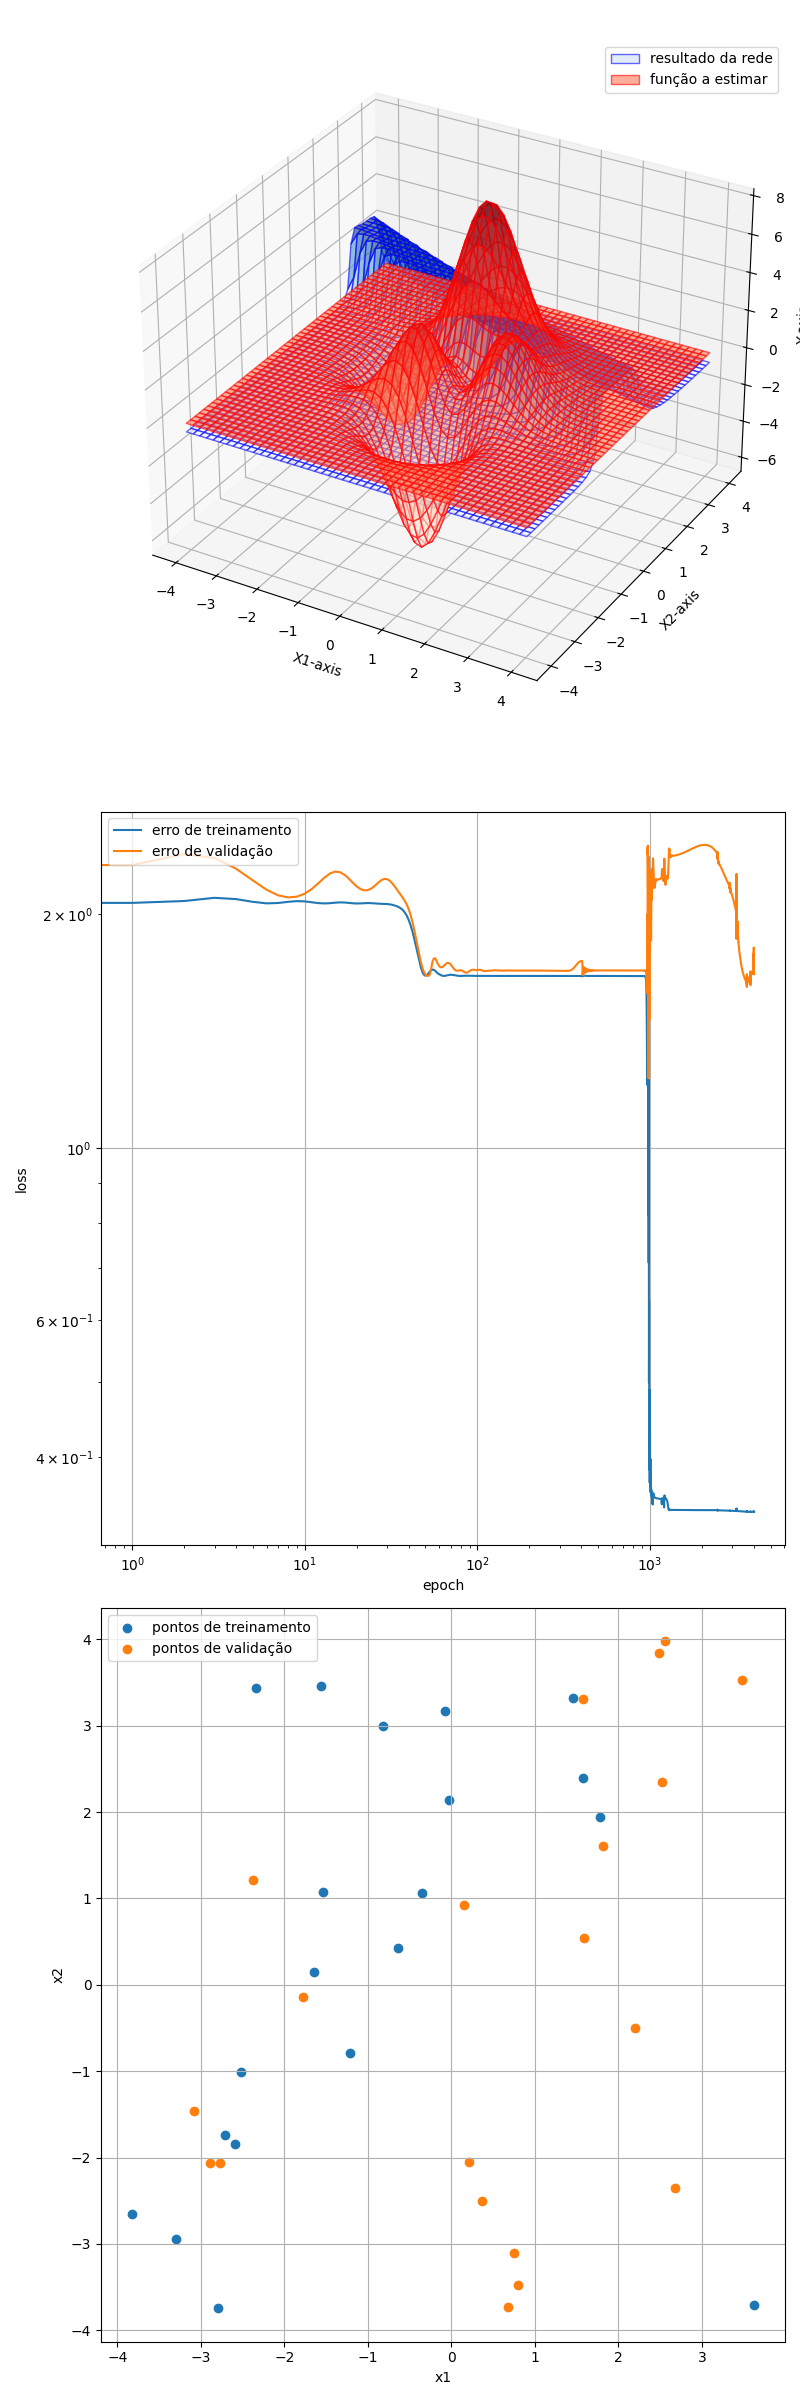 resultado da rede
função a estimar
8
6
4
2
0
−2
−4
−6
4
3
2
1
0
−1
−2
−3
−4
X2-axis
−4
−3
−2
−1
0
1
2
3
4
X1-axis
erro de treinamento
erro de validação
2 × 10⁰
10⁰
6 × 10⁻¹
4 × 10⁻¹
loss
10⁰ 10¹ 10² 10³
epoch
pontos de treinamento
pontos de validação
4
3
2
1
0
−1
−2
−3
−4
x2
−4 −3 −2 −1 0 1 2 3
x1